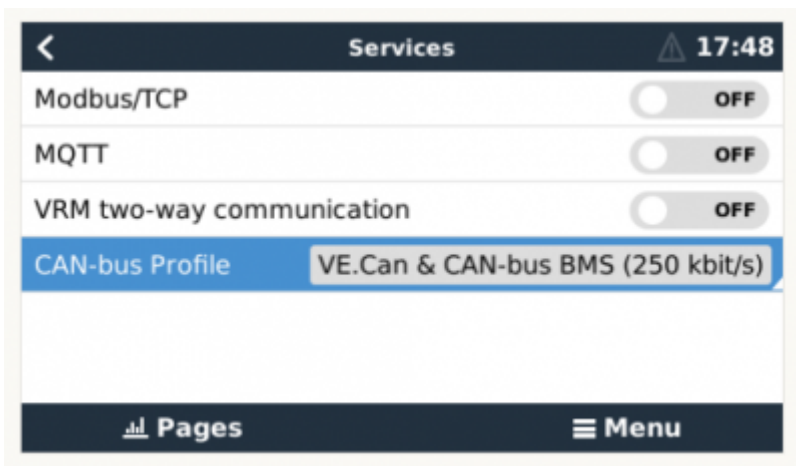 Services 17:48
Modbus/TCP OFF
MQTT OFF
VRM two-way communication OFF
CAN-bus Profile VE.Can & CAN-bus BMS (250 kbit/s)
Pages Menu